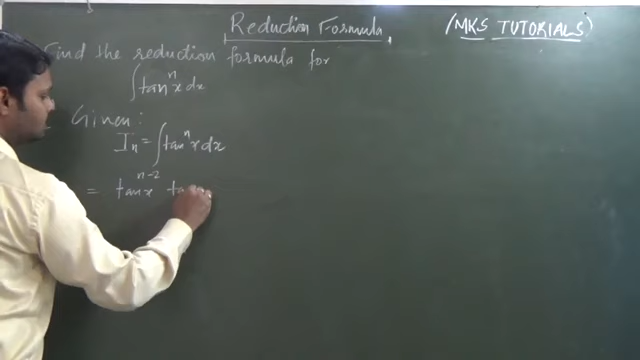 Reduction Formula. (MKS TUTORIALS)
Find the reduction formula for
∫tanⁿx dx
Given:
Iₙ = ∫tanⁿx dx
= tanⁿ⁻²x